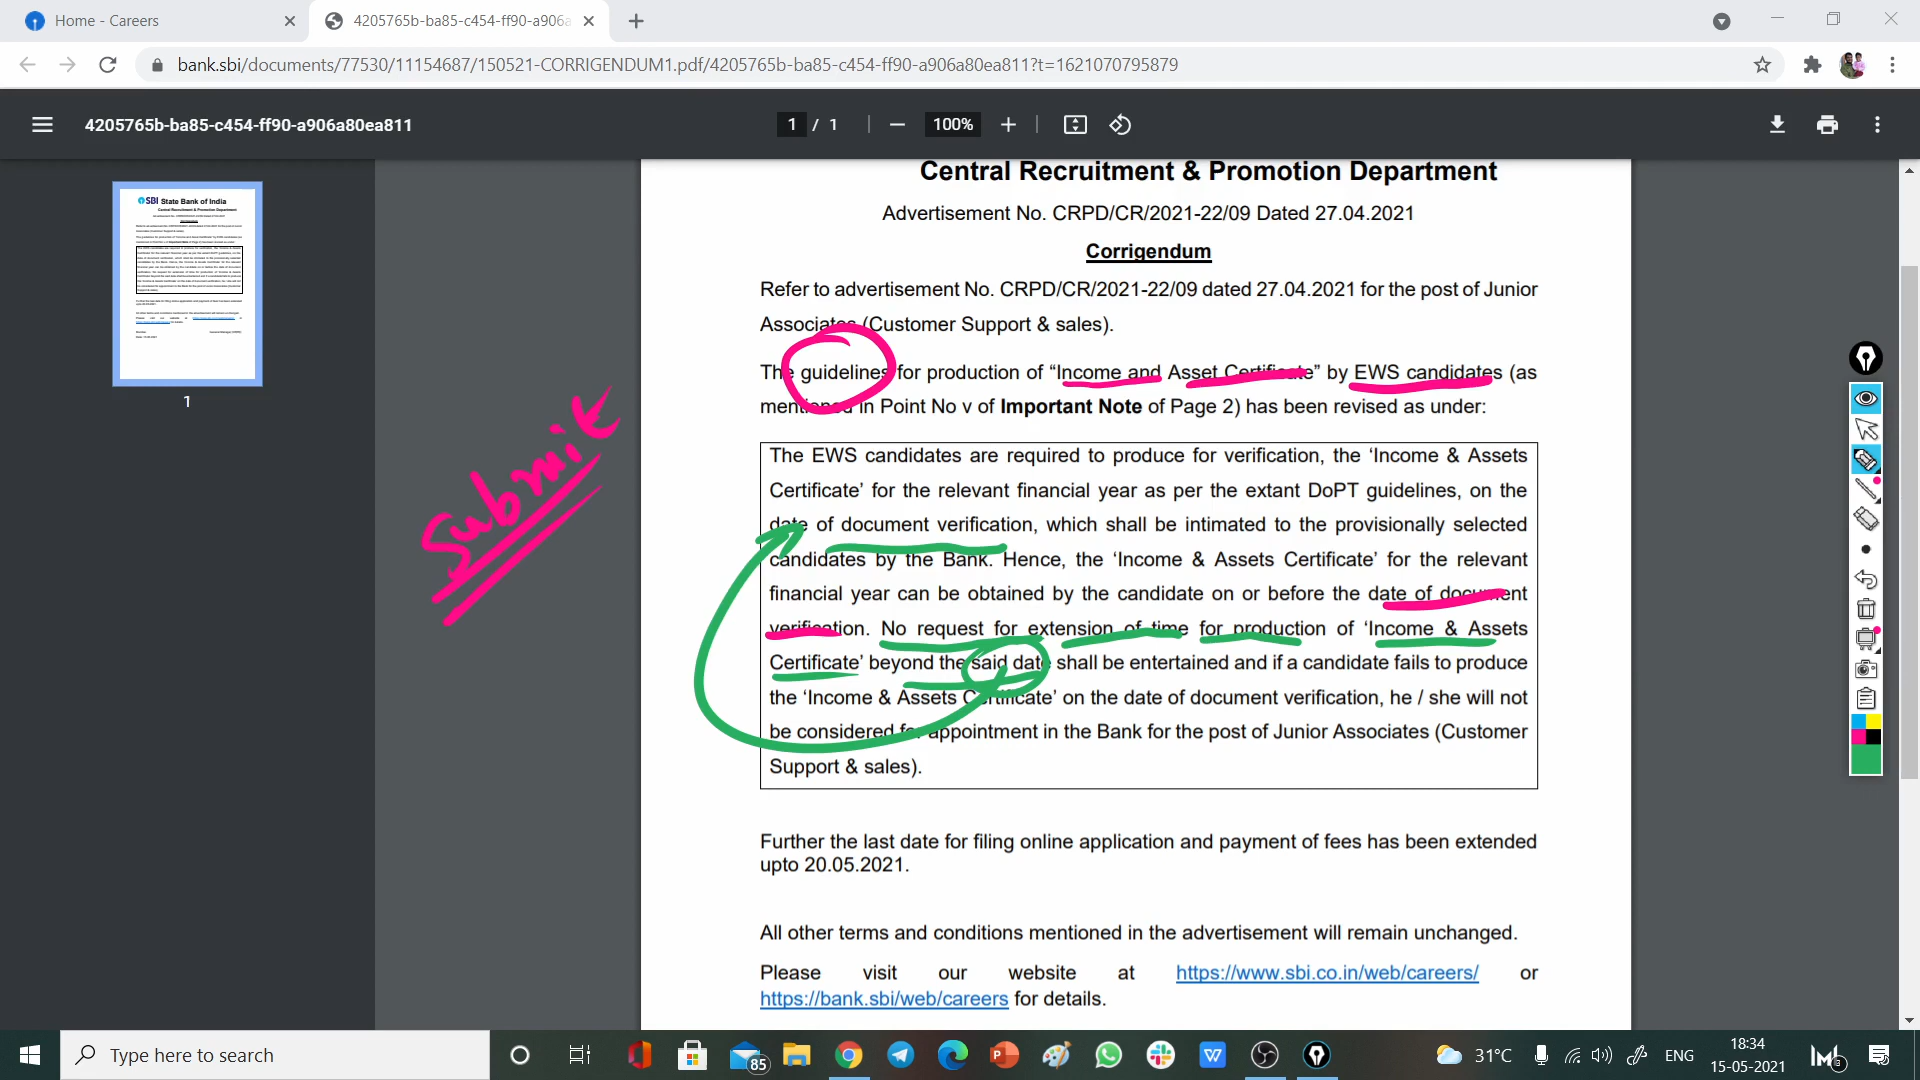 Home - Careers
4205765b-ba85-c454-ff90-a906a
bank.sbi/documents/77530/11154687/150521-CORRIGENDUM1.pdf/4205765b-ba85-c454-ff90-a906a80ea811?t=1621070795879
4205765b-ba85-c454-ff90-a906a80ea811
1 / 1
100%
SBI State Bank of India
Central Recruitment & Promotion Department
1
Submit
Central Recruitment & Promotion Department
Advertisement No. CRPD/CR/2021-22/09 Dated 27.04.2021
Corrigendum
Refer to advertisement No. CRPD/CR/2021-22/09 dated 27.04.2021 for the post of Junior
Associates (Customer Support & sales).
The guidelines for production of “Income and Asset Certificate” by EWS candidates (as
mentioned in Point No v of Important Note of Page 2) has been revised as under:
The EWS candidates are required to produce for verification, the ‘Income & Assets
Certificate’ for the relevant financial year as per the extant DoPT guidelines, on the
date of document verification, which shall be intimated to the provisionally selected
candidates by the Bank. Hence, the ‘Income & Assets Certificate’ for the relevant
financial year can be obtained by the candidate on or before the date of document
verification. No request for extension of time for production of ‘Income & Assets
Certificate’ beyond the said date shall be entertained and if a candidate fails to produce
the ‘Income & Assets Certificate’ on the date of document verification, he / she will not
be considered for appointment in the Bank for the post of Junior Associates (Customer
Support & sales).
Further the last date for filing online application and payment of fees has been extended
upto 20.05.2021.
All other terms and conditions mentioned in the advertisement will remain unchanged.
Please visit our website at https://www.sbi.co.in/web/careers/ or
https://bank.sbi/web/careers for details.
Type here to search
85
31°C
ENG
18:34
15-05-2021
3